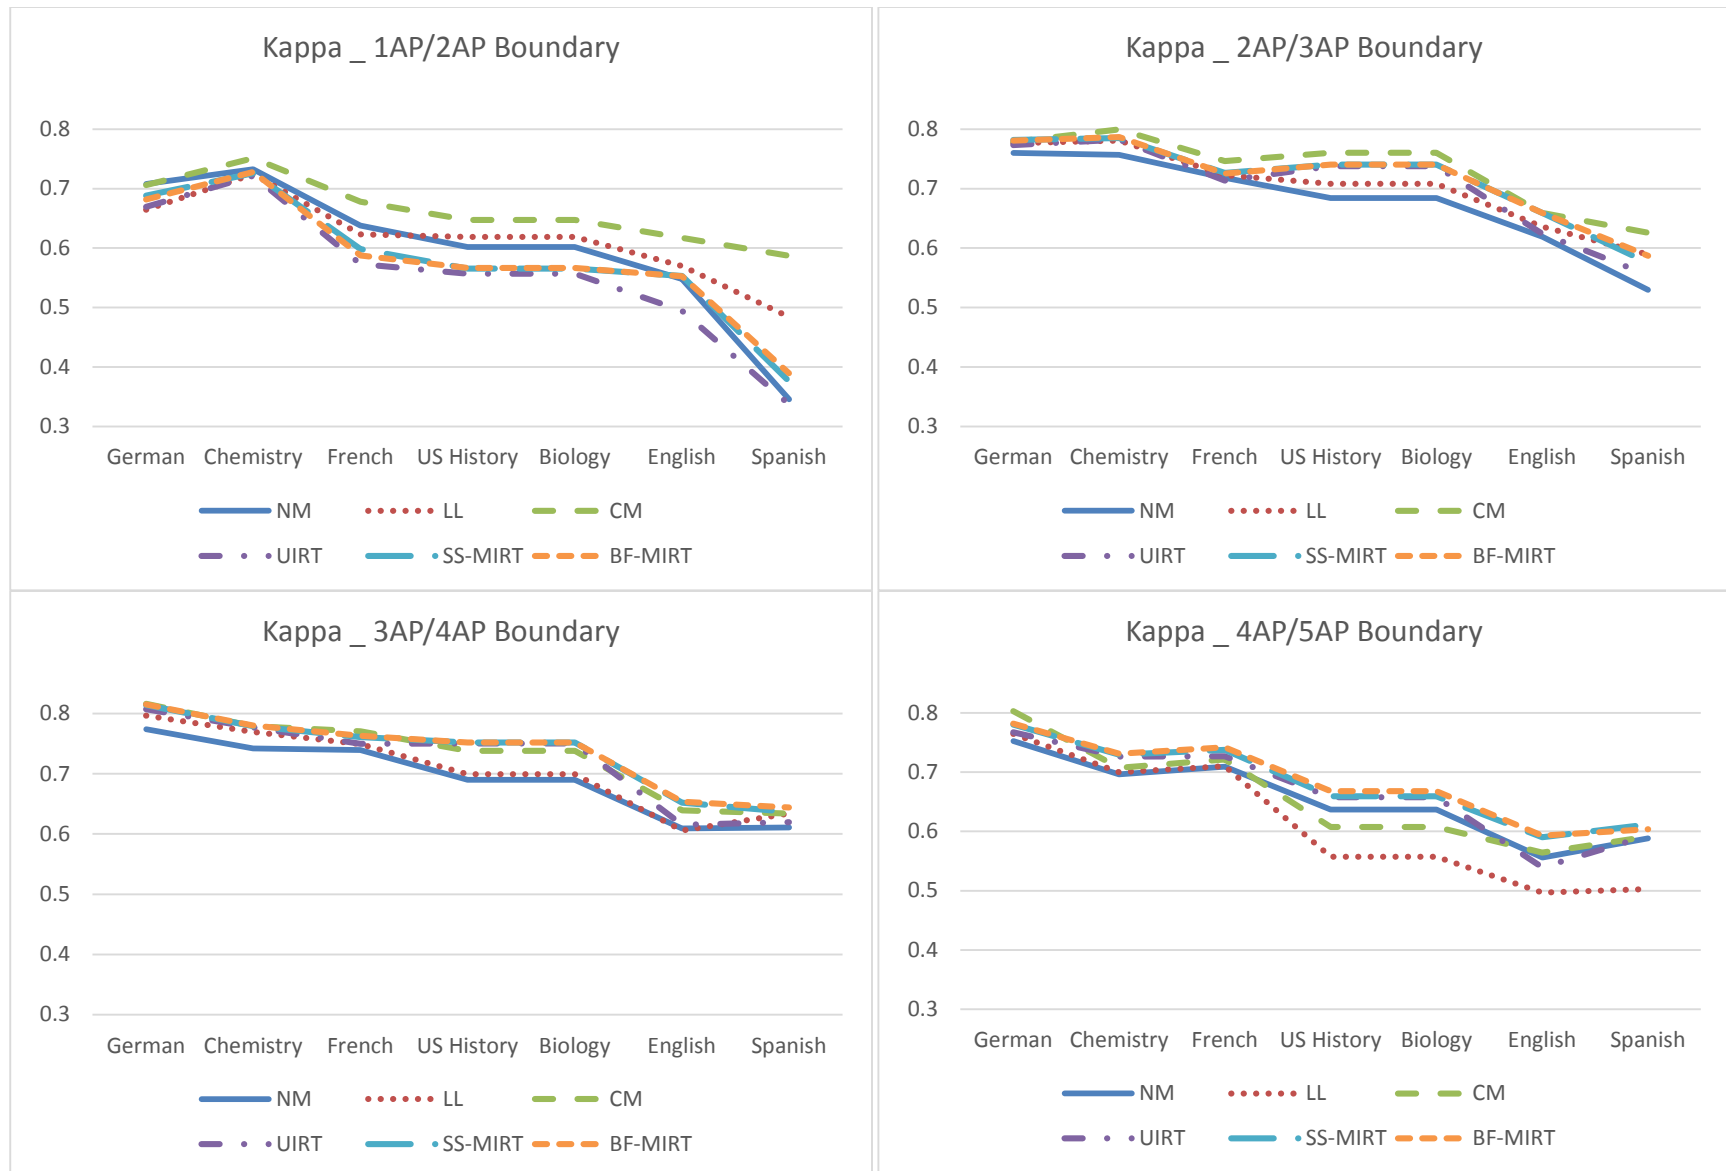 Kappa _ 1AP/2AP Boundary
0.8
0.7
0.6
0.5
0.4
0.3
German Chemistry French US History Biology English Spanish
NM LL CM
UIRT SS-MIRT BF-MIRT
Kappa _ 2AP/3AP Boundary
0.8
0.7
0.6
0.5
0.4
0.3
German Chemistry French US History Biology English Spanish
NM LL CM
UIRT SS-MIRT BF-MIRT
Kappa _ 3AP/4AP Boundary
0.8
0.7
0.6
0.5
0.4
0.3
German Chemistry French US History Biology English Spanish
NM LL CM
UIRT SS-MIRT BF-MIRT
Kappa _ 4AP/5AP Boundary
0.8
0.7
0.6
0.5
0.4
0.3
German Chemistry French US History Biology English Spanish
NM LL CM
UIRT SS-MIRT BF-MIRT